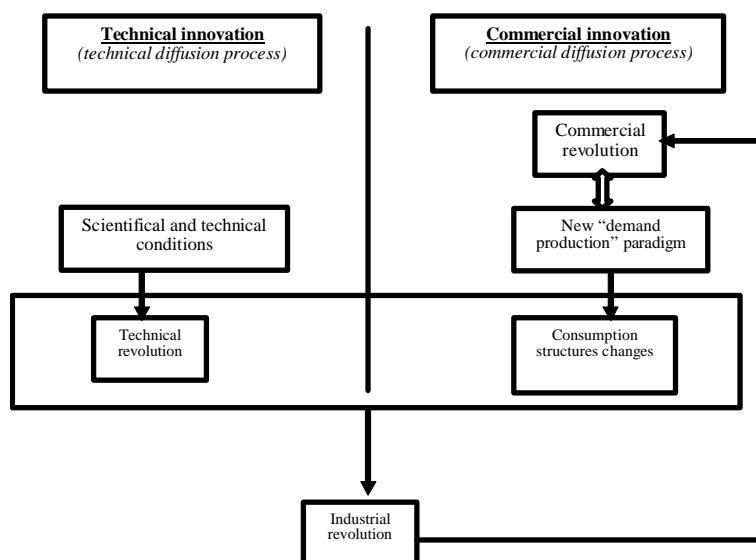 Technical innovation
(technical diffusion process)
Commercial innovation
(commercial diffusion process)
Commercial
revolution
Scientifical and technical
conditions
New “demand
production” paradigm
Technical
revolution
Consumption
structures changes
Industrial
revolution